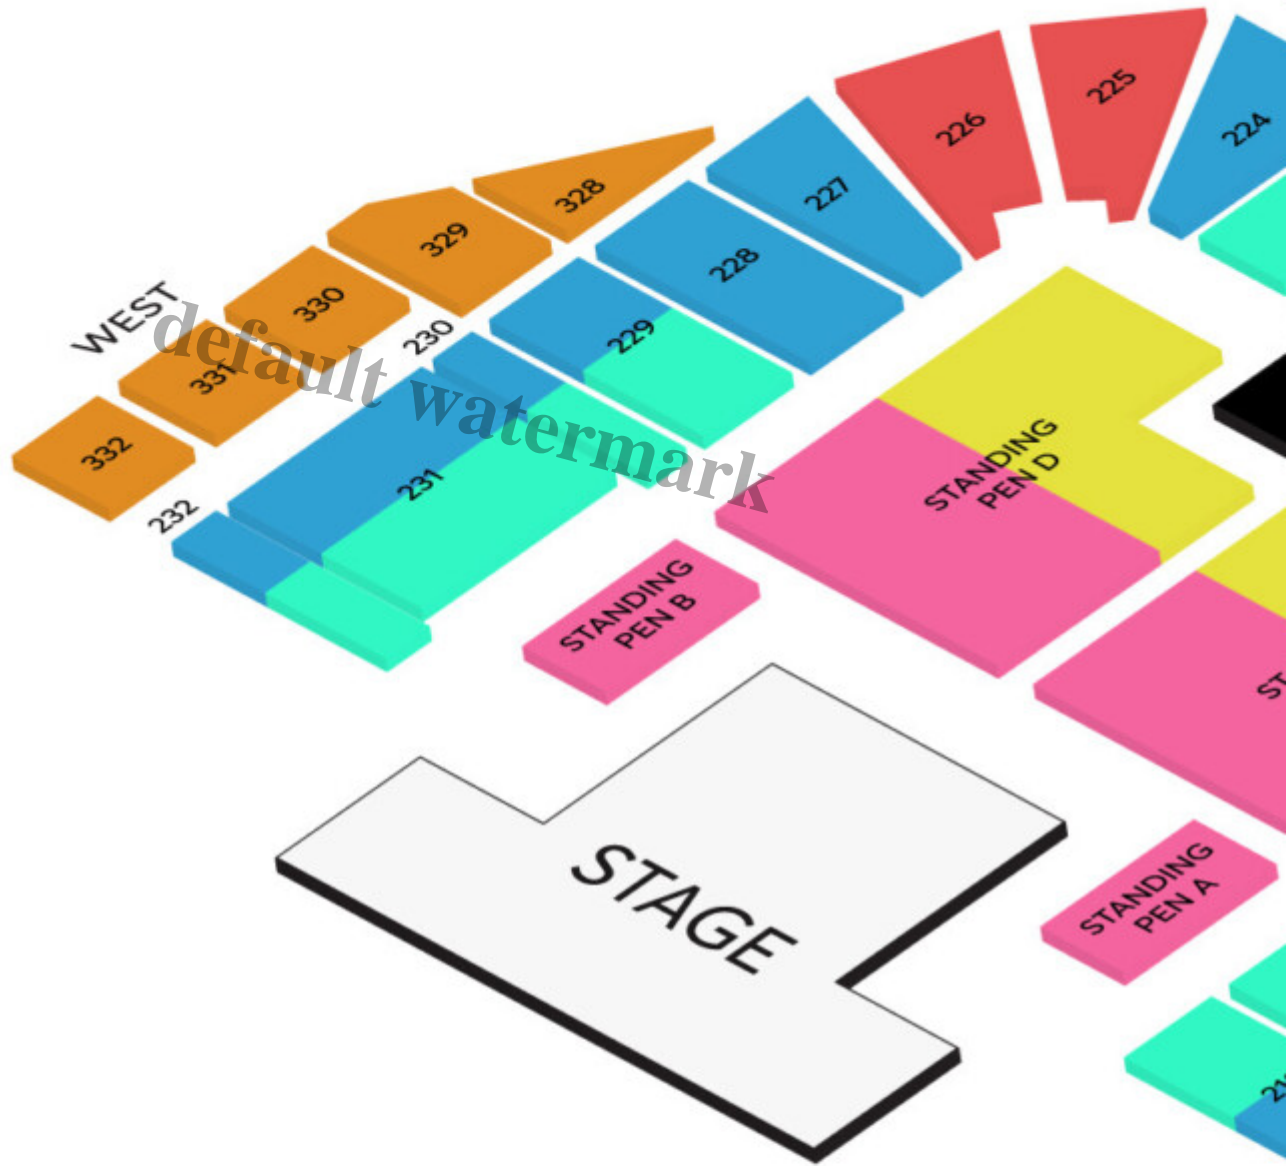 225
226
224
227
328
329
228
330
WEST
230
229
331
332
231
232
default watermark
STANDING
PEN D
STANDING
PEN B
STAGE
STANDING
PEN A